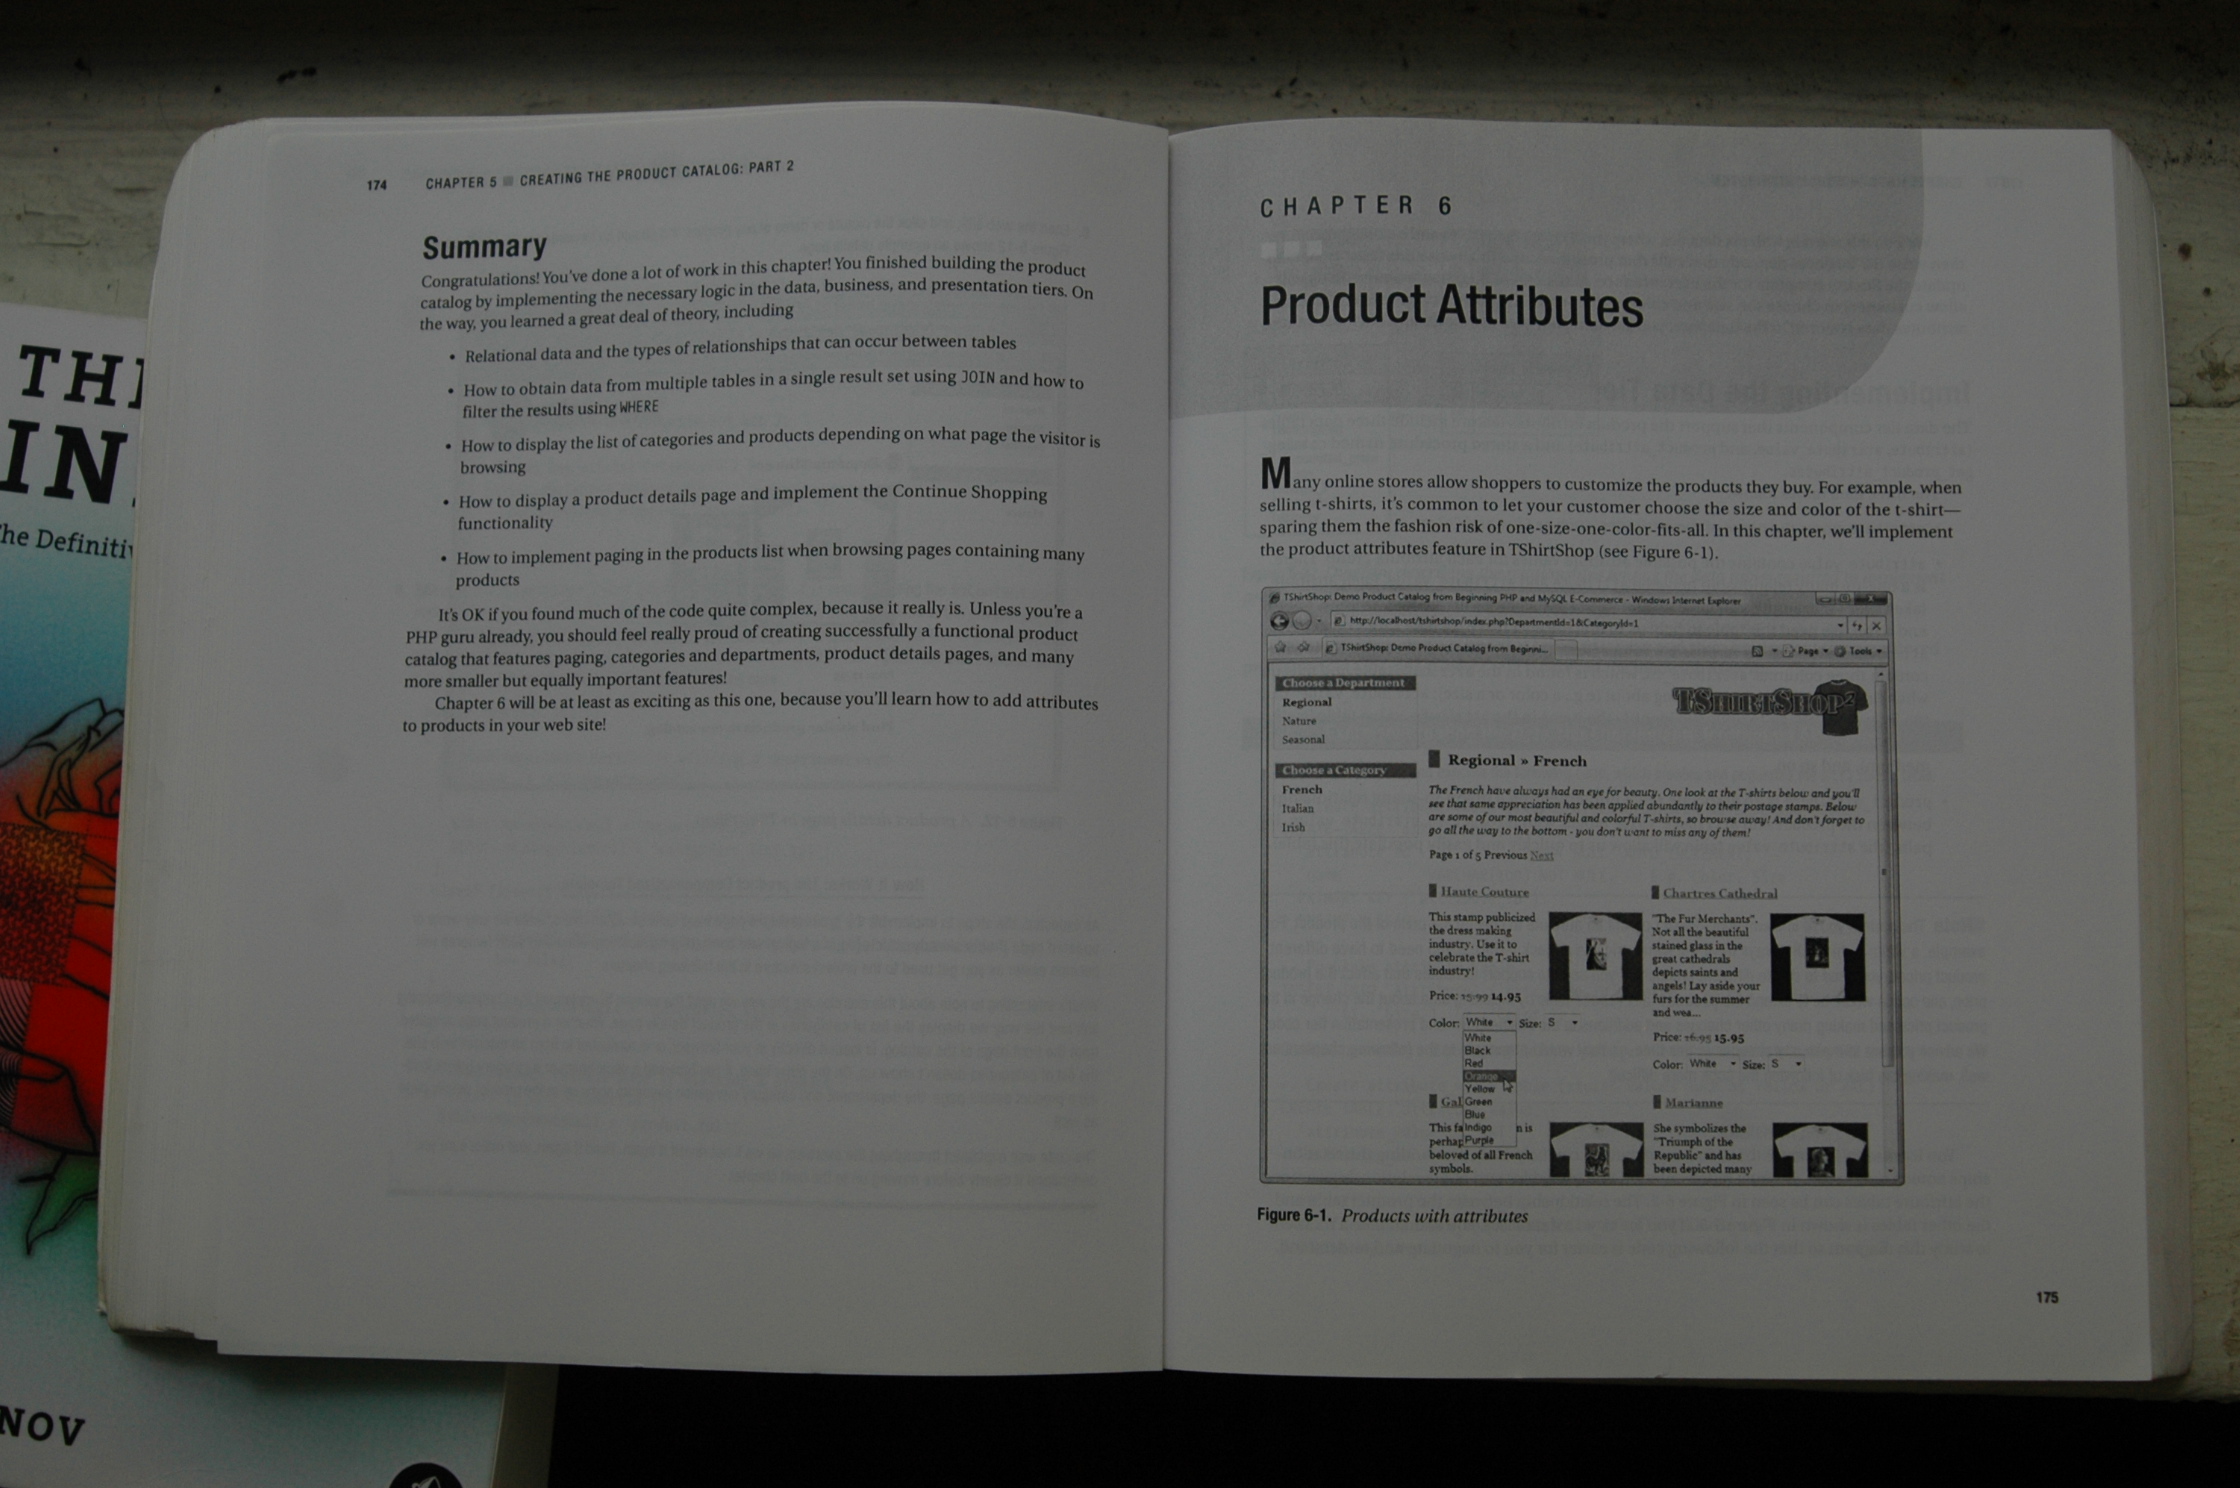 THE
IN
The Definitiv
NOV
174 CHAPTER 5 CREATING THE PRODUCT CATALOG: PART 2
Summary
Congratulations! You've done a lot of work in this chapter! You finished building the product
catalog by implementing the necessary logic in the data, business, and presentation tiers. On
the way, you learned a great deal of theory, including
• Relational data and the types of relationships that can occur between tables
• How to obtain data from multiple tables in a single result set using JOIN and how to
filter the results using WHERE
• How to display the list of categories and products depending on what page the visitor is
browsing
• How to display a product details page and implement the Continue Shopping
functionality
• How to implement paging in the products list when browsing pages containing many
products
It's OK if you found much of the code quite complex, because it really is. Unless you're a
PHP guru already, you should feel really proud of creating successfully a functional product
catalog that features paging, categories and departments, product details pages, and many
more smaller but equally important features!
Chapter 6 will be at least as exciting as this one, because you'll learn how to add attributes
to products in your web site!
CHAPTER 6
Product Attributes
Many online stores allow shoppers to customize the products they buy. For example, when
selling t-shirts, it's common to let your customer choose the size and color of the t-shirt—
sparing them the fashion risk of one-size-one-color-fits-all. In this chapter, we'll implement
the product attributes feature in TShirtShop (see Figure 6-1).
TShirtShop: Demo Product Catalog from Beginning PHP and MySQL E-Commerce - Windows Internet Explorer
http://localhost/tshirtshop/index.php?DepartmentId=1&CategoryId=1
TShirtShop: Demo Product Catalog from Beginni... Page Tools
Choose a Department
Regional
Nature
Seasonal
Choose a Category
French
Italian
Irish
TSHIRTSHOP
Regional » French
The French have always had an eye for beauty. One look at the T-shirts below and you'll
see that same appreciation has been applied abundantly to their postage stamps. Below
are some of our most beautiful and colorful T-shirts, so browse away! And don't forget to
go all the way to the bottom - you don't want to miss any of them!
Page 1 of 5 Previous Next
Haute Couture
This stamp publicized
the dress making
industry. Use it to
celebrate the T-shirt
industry!
Price: 15.99 14.95
Color: White Size: S
White
Black
Red
Orange
Yellow
Green
Blue
Indigo
Purple
Chartres Cathedral
"The Fur Merchants".
Not all the beautiful
stained glass in the
great cathedrals
depicts saints and
angels! Lay aside your
furs for the summer
and wea...
Price: 16.95 15.95
Color: White Size: S
Gal
This fa n is
perhap
beloved of all French
symbols.
Marianne
She symbolizes the
"Triumph of the
Republic" and has
been depicted many
Figure 6-1. Products with attributes
175